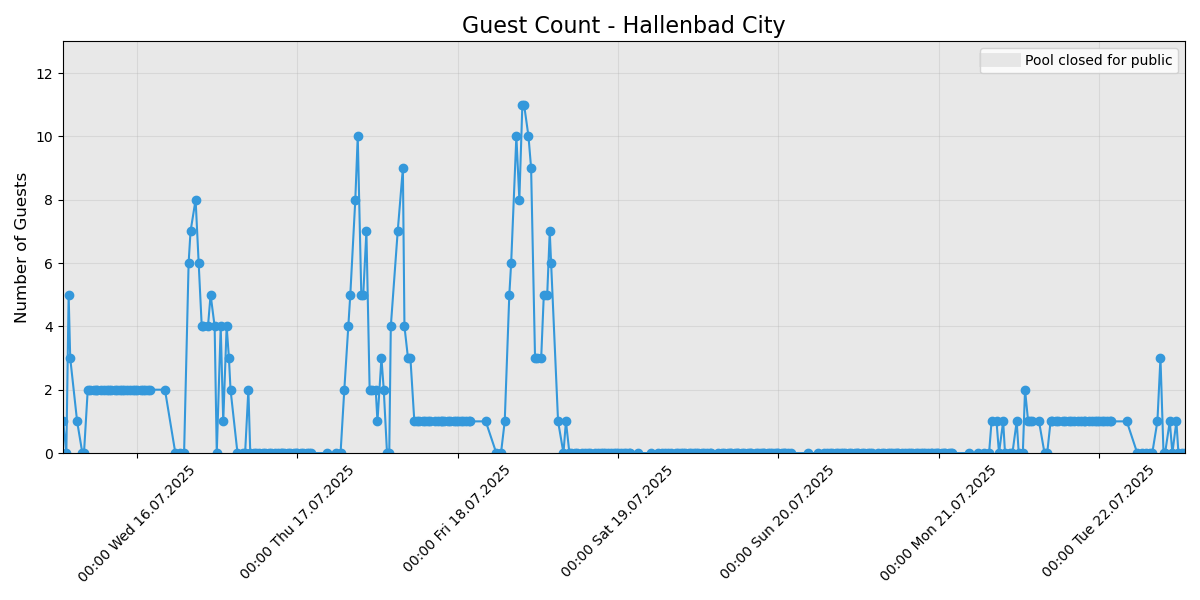 Guest Count - Hallenbad City
Pool closed for public
Number of Guests
12
10
8
6
4
2
0
00:00 Wed 16.07.2025
00:00 Thu 17.07.2025
00:00 Fri 18.07.2025
00:00 Sat 19.07.2025
00:00 Sun 20.07.2025
00:00 Mon 21.07.2025
00:00 Tue 22.07.2025